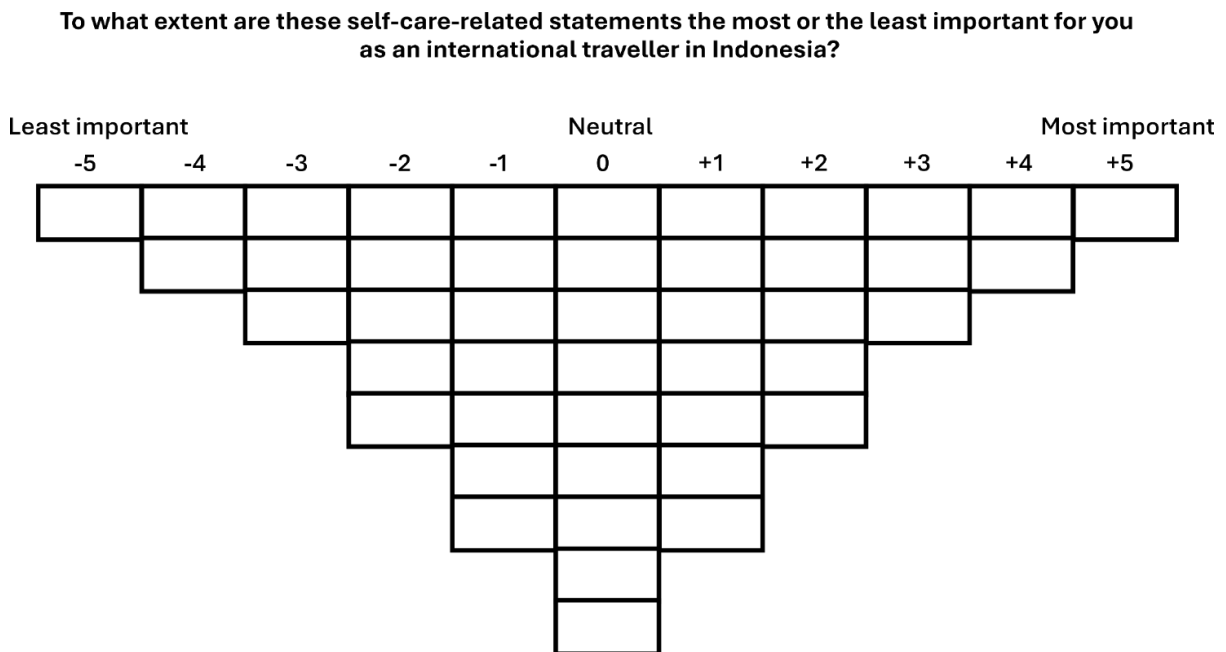 To what extent are these self-care-related statements the most or the least important for you
as an international traveller in Indonesia?
Least important Neutral Most important
-5 -4 -3 -2 -1 0 +1 +2 +3 +4 +5